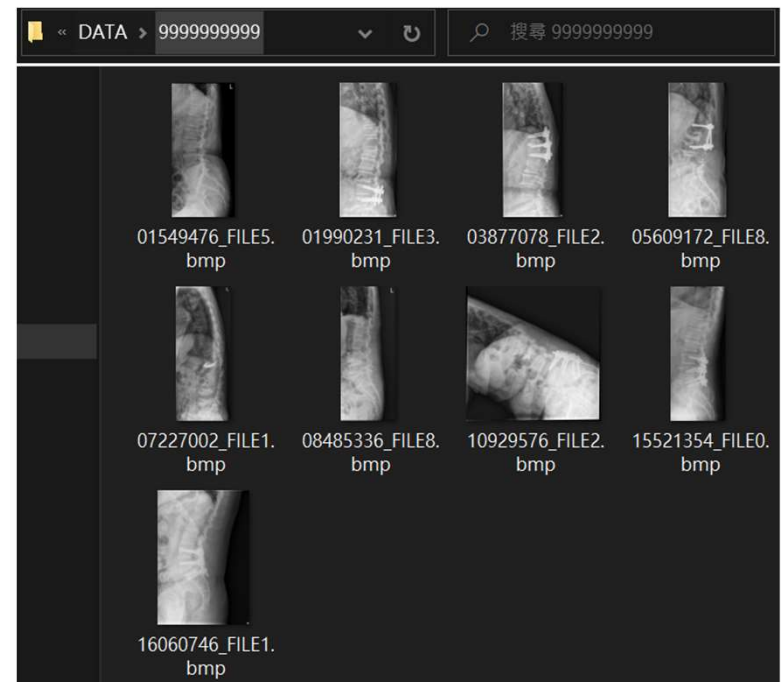 « DATA > 9999999999
搜尋 9999999999
L
01549476_FILE5.
bmp
01990231_FILE3.
bmp
03877078_FILE2.
bmp
05609172_FILE8.
bmp
L
07227002_FILE1.
bmp
L
08485336_FILE8.
bmp
10929576_FILE2.
bmp
15521354_FILE0.
bmp
16060746_FILE1.
bmp